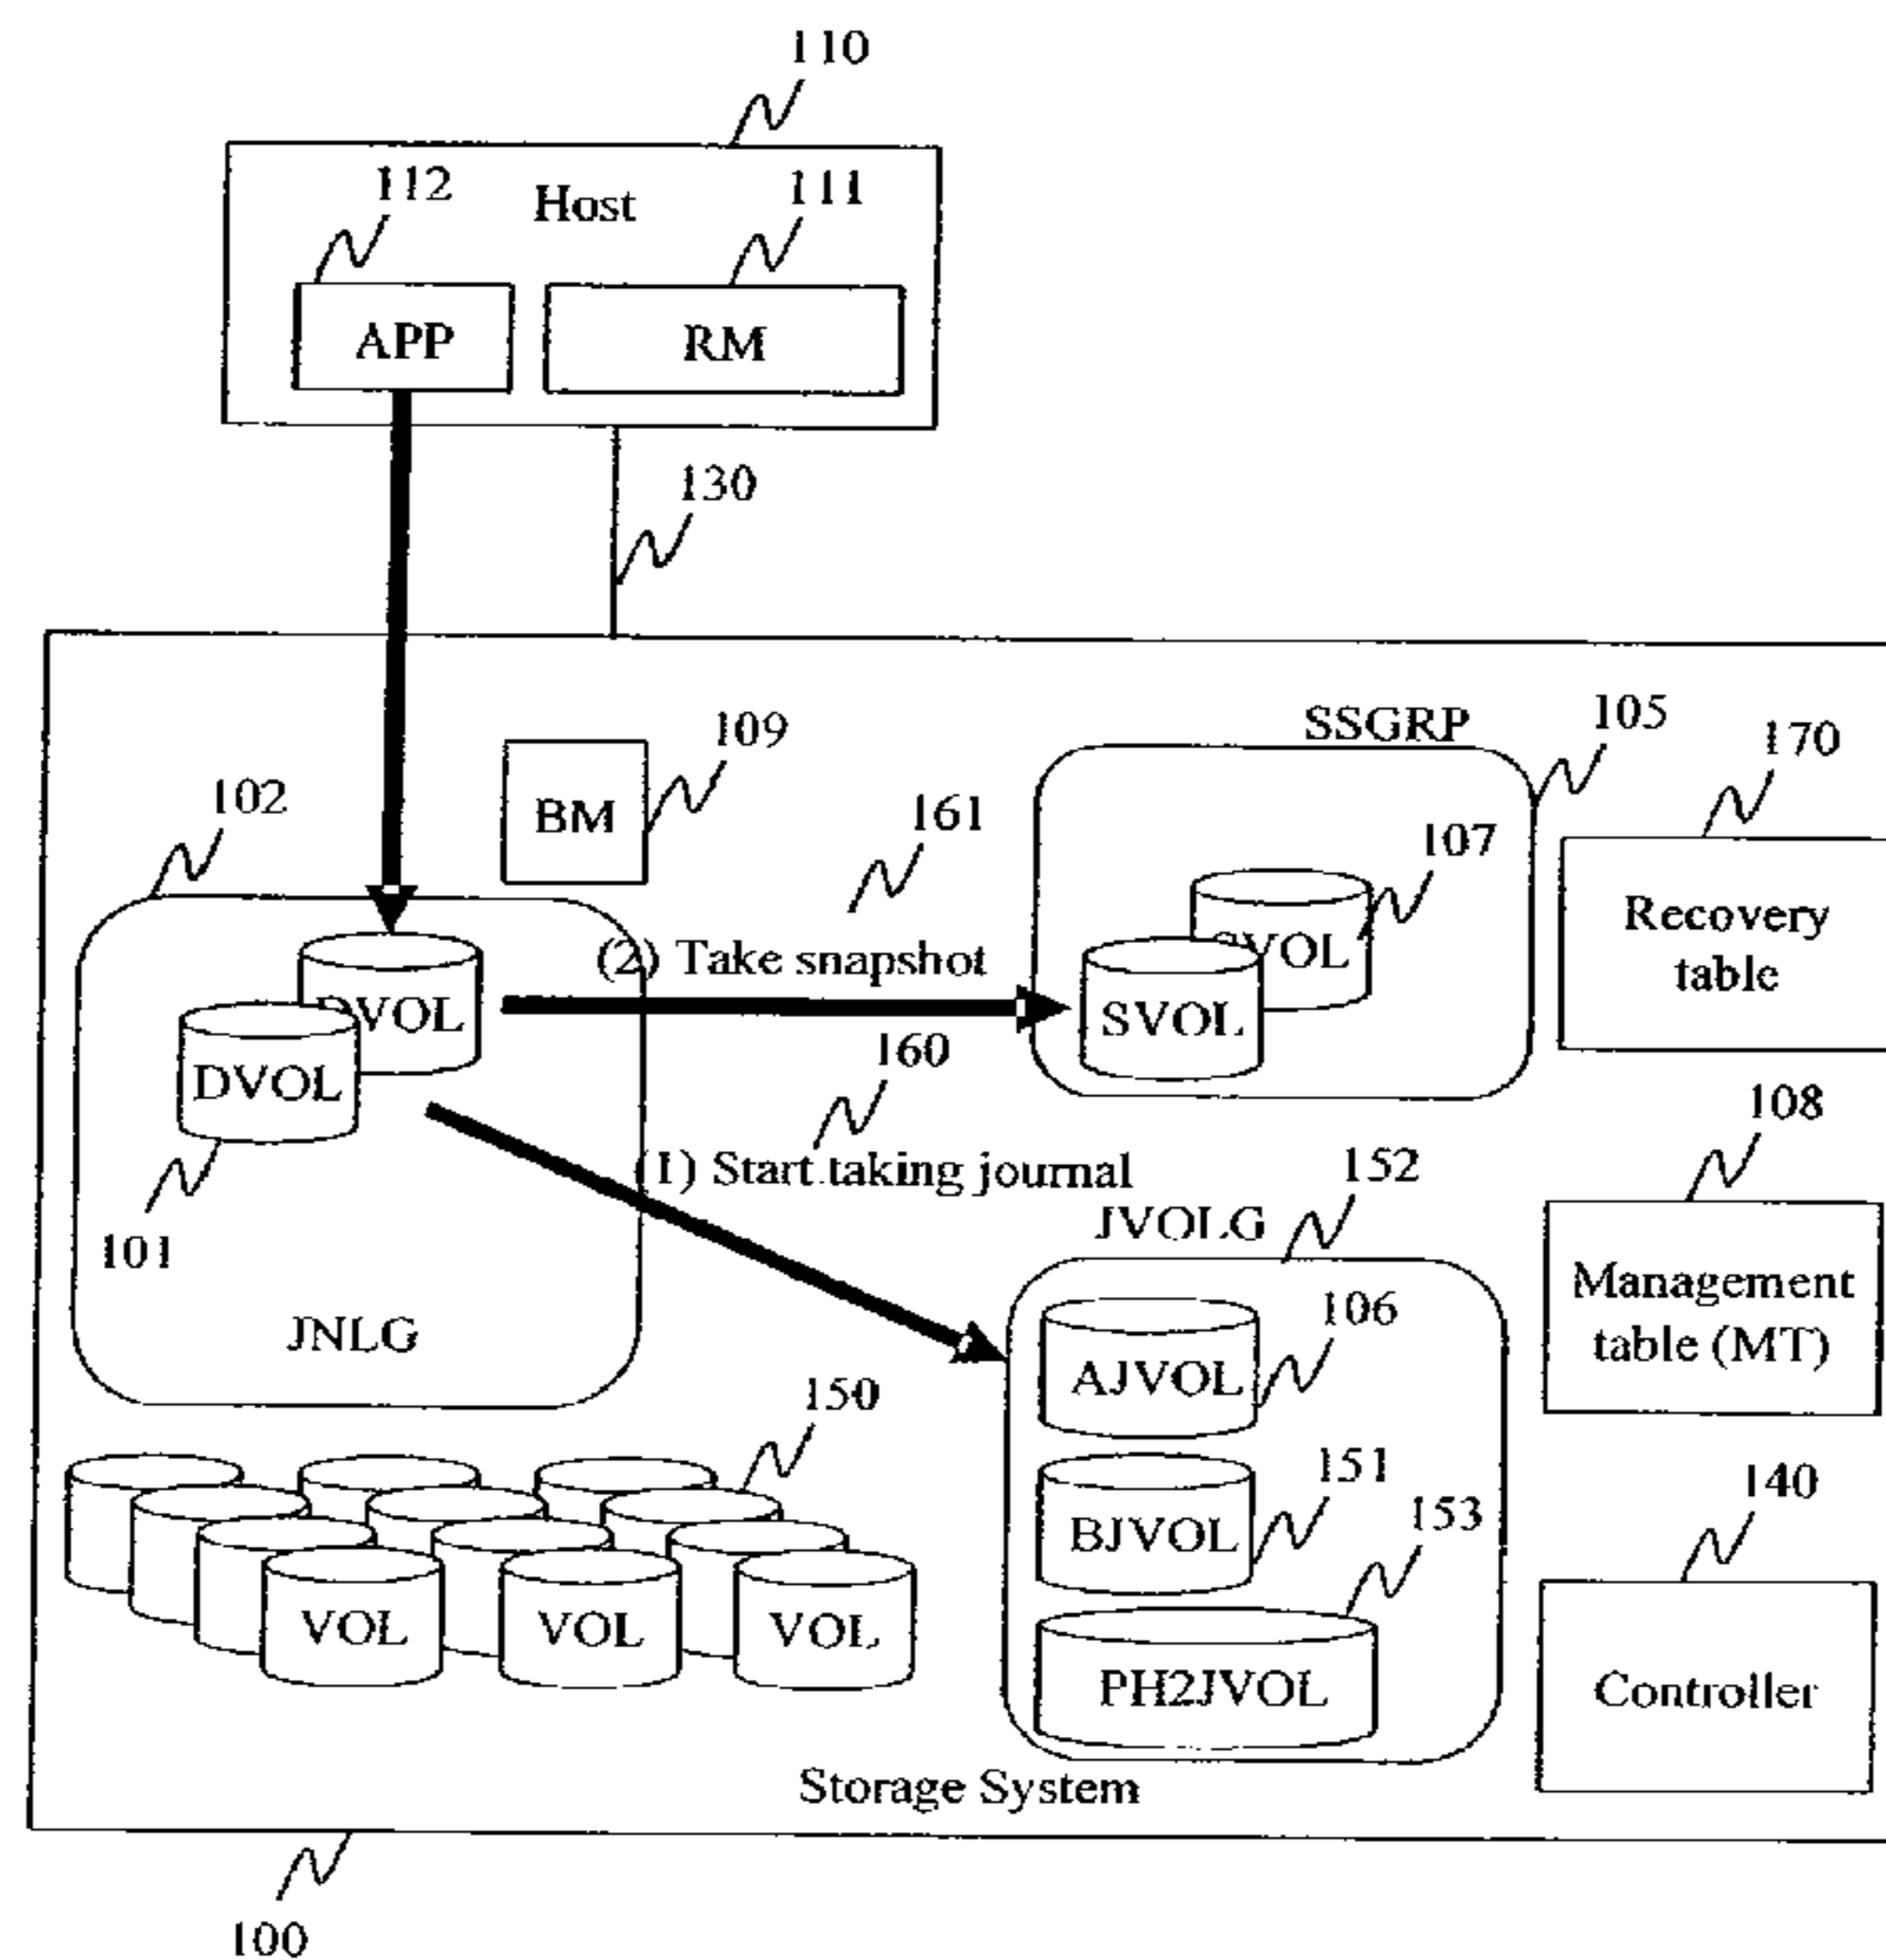 110
112
Host
111
APP
RM
130
SSGRP
105
170
109
BM
102
161
107
Recovery
table
(2) Take snapshot
SVOL
DVOL
SVOL
DVOL
160
108
101
(1) Start taking journal
152
JVOLG
Management
table (MT)
106
JNLG
AJVOL
150
151
140
BJVOL
153
VOL
VOL
VOL
PH2JVOL
Controller
Storage System
100